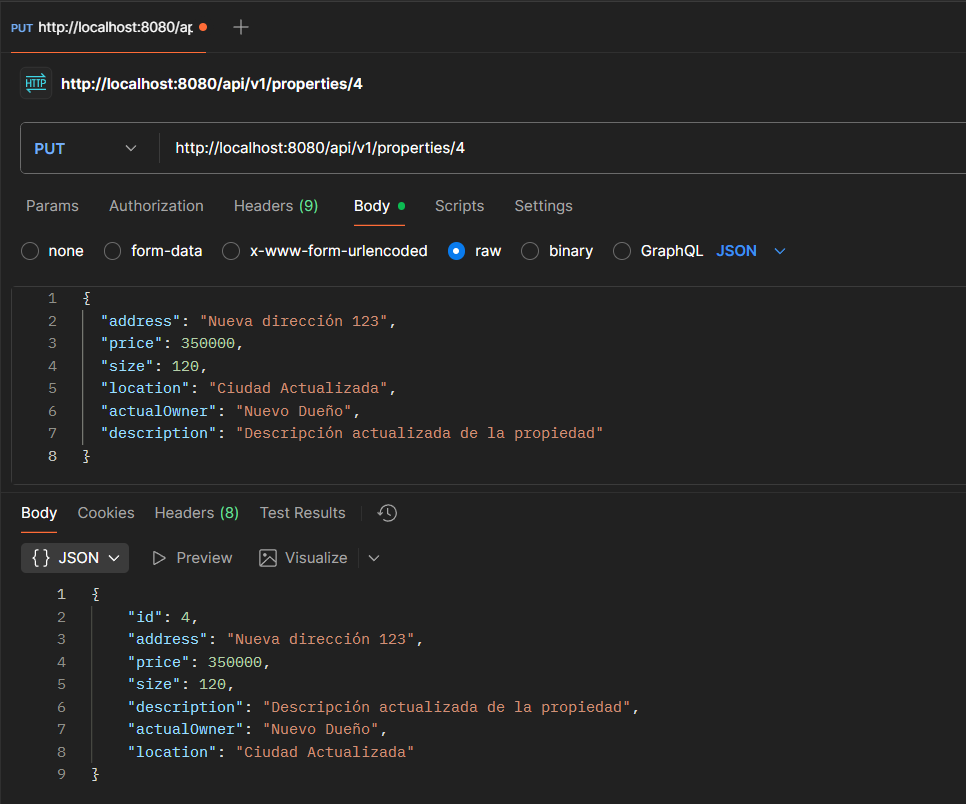 PUT http://localhost:8080/ap
HTTP http://localhost:8080/api/v1/properties/4
PUT http://localhost:8080/api/v1/properties/4
Params Authorization Headers (9) Body Scripts Settings
none form-data x-www-form-urlencoded raw binary GraphQL JSON
1 {
2 "address": "Nueva dirección 123",
3 "price": 350000,
4 "size": 120,
5 "location": "Ciudad Actualizada",
6 "actualOwner": "Nuevo Dueño",
7 "description": "Descripción actualizada de la propiedad"
8 }
Body Cookies Headers (8) Test Results
{} JSON Preview Visualize
1 {
2 "id": 4,
3 "address": "Nueva dirección 123",
4 "price": 350000,
5 "size": 120,
6 "description": "Descripción actualizada de la propiedad",
7 "actualOwner": "Nuevo Dueño",
8 "location": "Ciudad Actualizada"
9 }